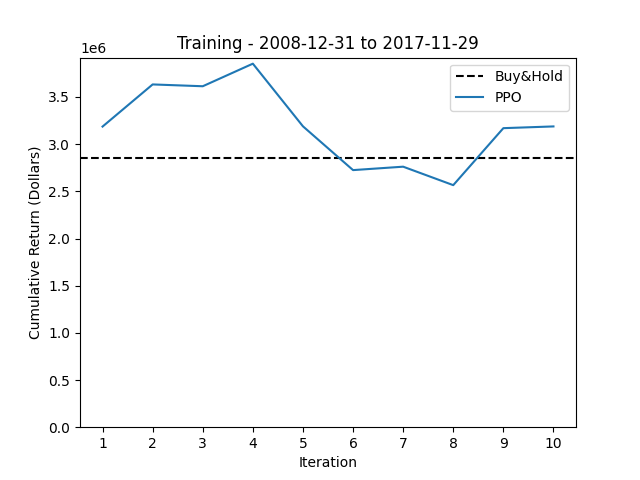 Training - 2008-12-31 to 2017-11-29
1e6
Buy&Hold
PPO
3.5
3.0
2.5
2.0
1.5
1.0
0.5
0.0
Cumulative Return (Dollars)
1 2 3 4 5 6 7 8 9 10
Iteration